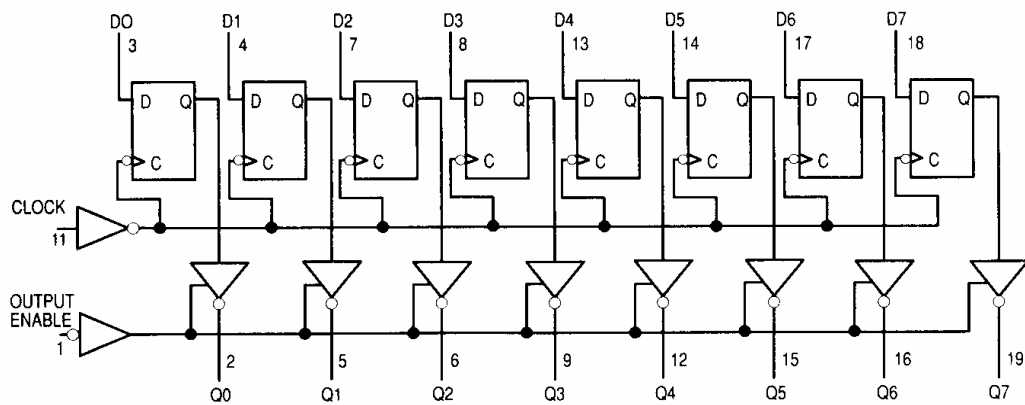 DO D1 D2 D3 D4 D5 D6 D7
3 4 7 8 13 14 17 18
D Q D Q D Q D Q D Q D Q D Q D Q
C C C C C C C C
CLOCK
11
OUTPUT
ENABLE
1
2 5 6 9 12 15 16 19
Q0 Q1 Q2 Q3 Q4 Q5 Q6 Q7